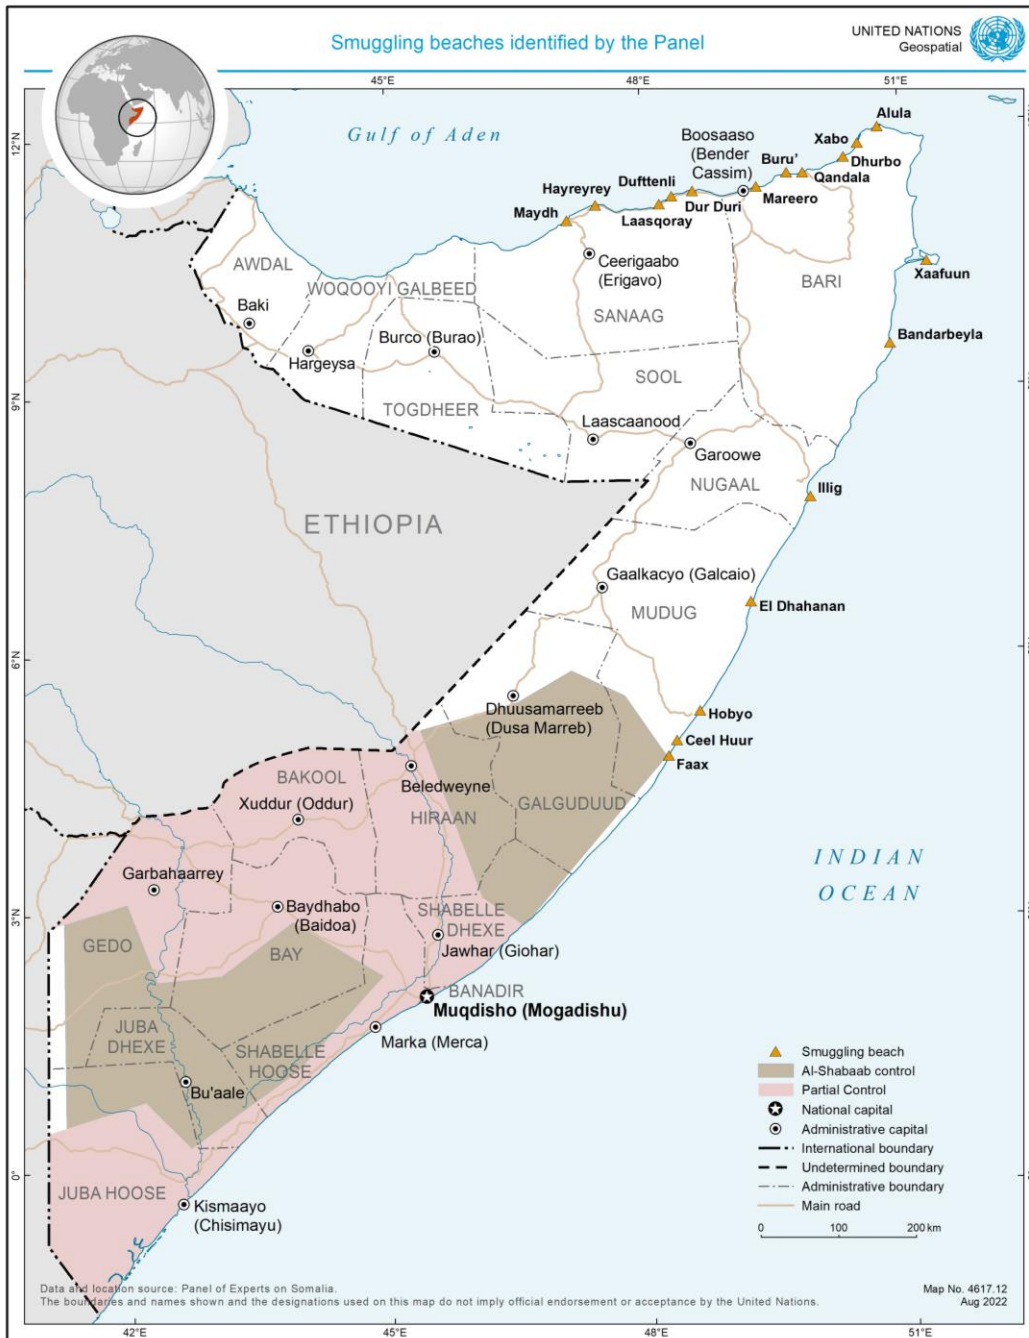 Smuggling beaches identified by the Panel
UNITED NATIONS
Geospatial
45°E
48°E
51°E
12°N
9°N
6°N
3°N
0°
Gulf of Aden
Alula
Xabo
Dhurbo
Boosaaso
(Bender
Cassim)
Buru'
Qandala
Mareero
Hayreyrey
Dufttenli
Dur Duri
Maydh
Laasqoray
Xaafuun
Ceerigaabo
(Erigavo)
AWDAL
WOQOOYI GALBEED
BARI
SANAAG
Baki
Burco (Burao)
Hargeysa
Bandarbeyla
SOOL
TOGDHEER
Laascaanood
Garoowe
NUGAAL
Illig
ETHIOPIA
Gaalkacyo (Galcaio)
MUDUG
El Dhahanan
Dhuusamarreeb
(Dusa Marreb)
Hobyo
Ceel Huur
Faax
BAKOOL
Beledweyne
Xuddur (Oddur)
HIRAAN
GALGUDUUD
INDIAN
OCEAN
Garbahaarrey
Baydhabo
(Baidoa)
SHABELLE
DHEXE
Jawhar (Giohar)
GEDO
BAY
BANADIR
Muqdisho (Mogadishu)
JUBA
DHEXE
SHABELLE
HOOSE
Marka (Merca)
Bu'aale
JUBA HOOSE
Kismaayo
(Chisimayu)
Smuggling beach
Al-Shabaab control
Partial Control
National capital
Administrative capital
International boundary
Undetermined boundary
Administrative boundary
Main road
0 100 200 km
Data and location source: Panel of Experts on Somalia.
The boundaries and names shown and the designations used on this map do not imply official endorsement or acceptance by the United Nations.
Map No. 4617.12
Aug 2022
42°E
45°E
48°E
51°E